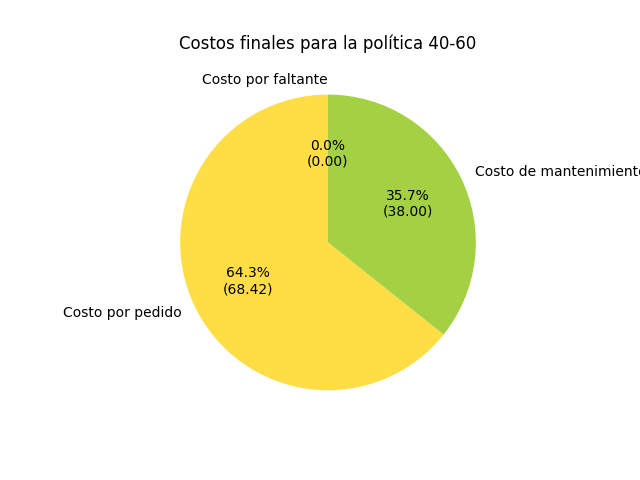 Costos finales para la política 40-60
Costo por faltante
0.0%
(0.00)
Costo de mantenimiento
35.7%
(38.00)
64.3%
(68.42)
Costo por pedido